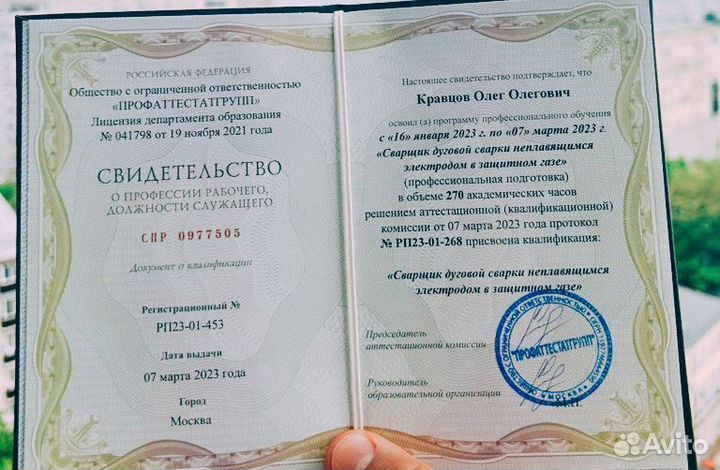 РОССИЙСКАЯ ФЕДЕРАЦИЯ
Общество с ограниченной ответственностью
«ПРОФАТТЕСТАТГРУПП»
Лицензия департамента образования
№ 041798 от 19 ноября 2021 года
СВИДЕТЕЛЬСТВО
О ПРОФЕССИИ РАБОЧЕГО,
ДОЛЖНОСТИ СЛУЖАЩЕГО
СПР 0977505
Документ о квалификации
Регистрационный №
РП23-01-453
Дата выдачи
07 марта 2023 года
Город
Москва
Настоящее свидетельство подтверждает, что
Кравцов Олег Олегович
освоил (а) программу профессионального обучения
с «16» января 2023 г. по «07» марта 2023 г.
«Сварщик дуговой сварки неплавящимся
электродом в защитном газе»
(профессиональная подготовка)
в объеме 270 академических часов
решением аттестационной (квалификационной)
комиссии от 07 марта 2023 года протокол
№ РП23-01-268 присвоена квалификация:
«Сварщик дуговой сварки неплавящимся
электродом в защитном газе»
Председатель
аттестационной комиссии
Руководитель
образовательной организации
М.П.
ОБЩЕСТВО С ОГРАНИЧЕННОЙ ОТВЕТСТВЕННОСТЬЮ
"ПРОФАТТЕСТАТГРУПП"
МОСКВА
Avito